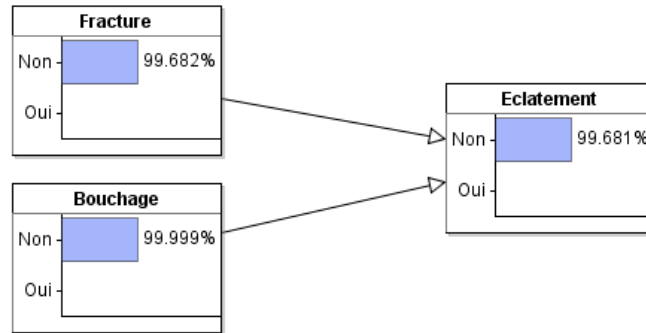 Fracture
Non 99.682%
Oui
Bouchage
Non 99.999%
Oui
Eclatement
Non 99.681%
Oui